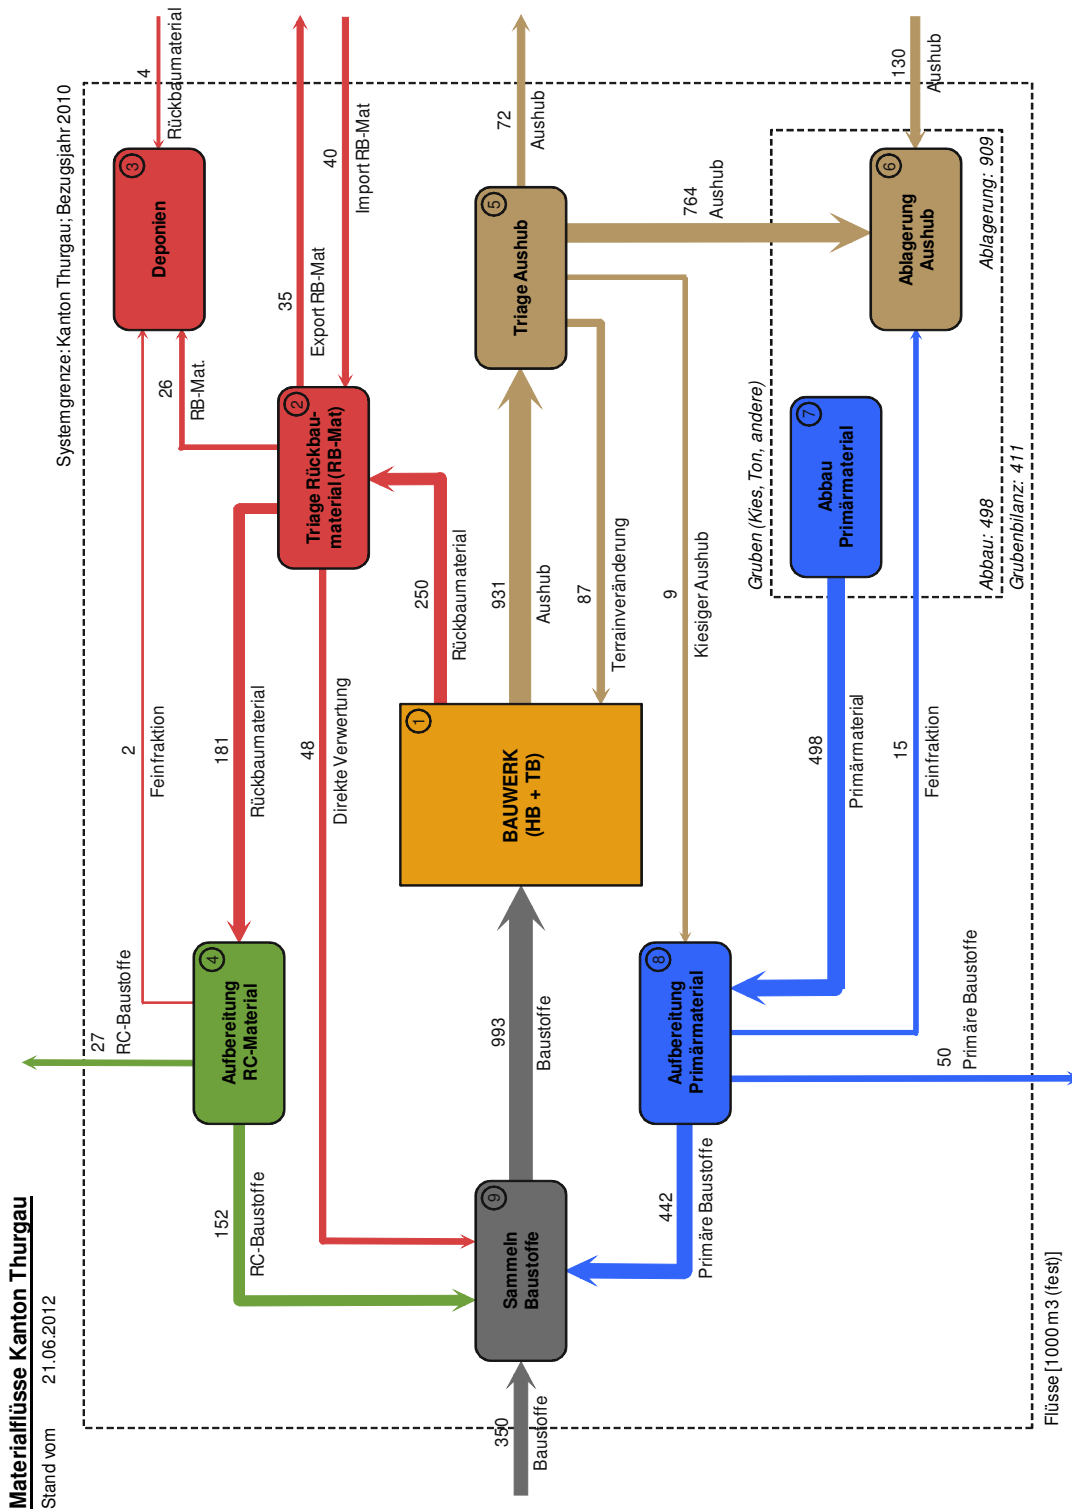 Materialflüsse Kanton Thurgau
Stand vom 21.06.2012
Systemgrenze: Kanton Thurgau; Bezugsjahr 2010
27
RC-Baustoffe
2
Feinfraktion
26
RB-Mat.
4
Rückbaumaterial
3
Deponien
4
Aufbereitung
RC-Material
181
Rückbaumaterial
2
Triage Rückbau-
material (RB-Mat)
35
Export RB-Mat
40
Import RB-Mat
152
RC-Baustoffe
48
Direkte Verwertung
250
Rückbaumaterial
350
Baustoffe
9
Sammeln
Baustoffe
993
Baustoffe
1
BAUWERK
(HB + TB)
931
Aushub
5
Triage Aushub
72
Aushub
87
Terrainveränderung
9
Kiesiger Aushub
764
Aushub
442
Primäre Baustoffe
8
Aufbereitung
Primärmaterial
498
Primärmaterial
Gruben (Kies, Ton, andere)
7
Abbau
Primärmaterial
6
Ablagerung
Aushub
130
Aushub
15
Feinfraktion
50
Primäre Baustoffe
Abbau: 498
Ablagerung: 909
Grubenbilanz: 411
Flüsse [1000 m3 (fest)]